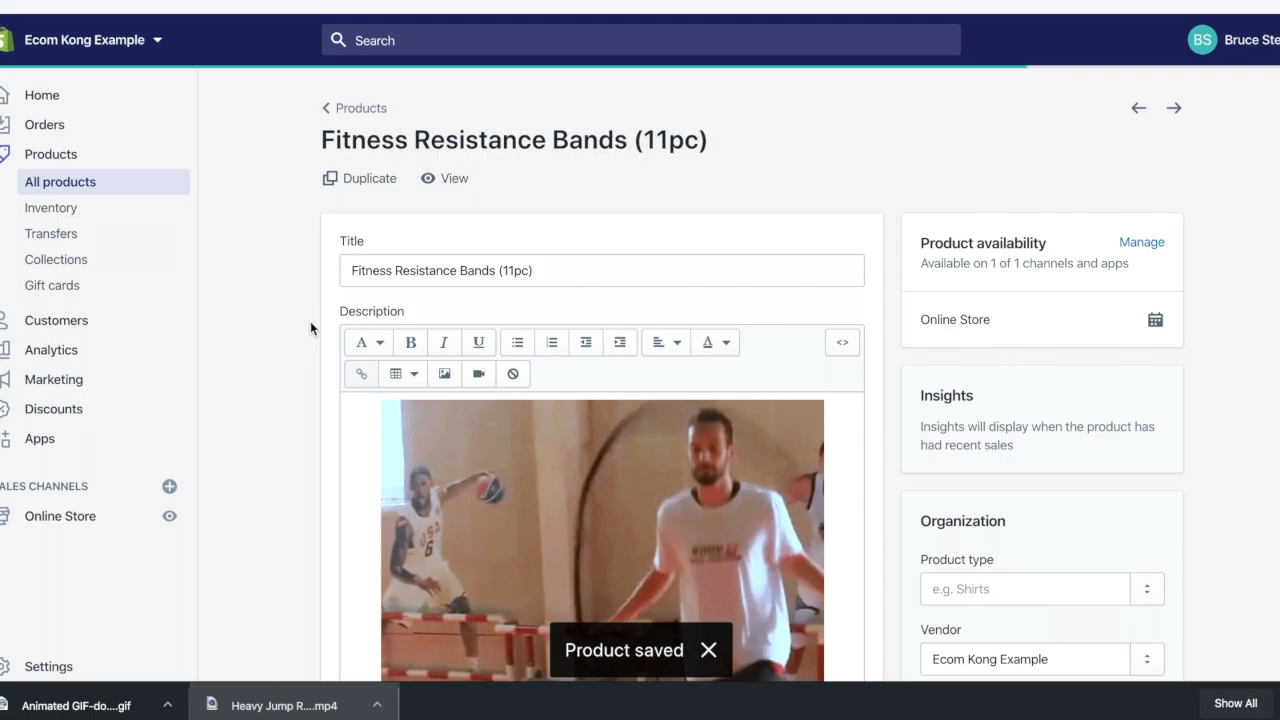 Ecom Kong Example
Search
BS
Bruce Ste
Home
Orders
Products
All products
Inventory
Transfers
Collections
Gift cards
Customers
Analytics
Marketing
Discounts
Apps
ALES CHANNELS
Online Store
Settings
Products
Fitness Resistance Bands (11pc)
Duplicate
View
Title
Fitness Resistance Bands (11pc)
Description
A
B
I
U
A
<>
USA
6
Product saved
Product availability
Manage
Available on 1 of 1 channels and apps
Online Store
Insights
Insights will display when the product has
had recent sales
Organization
Product type
e.g. Shirts
Vendor
Ecom Kong Example
Animated GIF-do....gif
Heavy Jump R....mp4
Show All